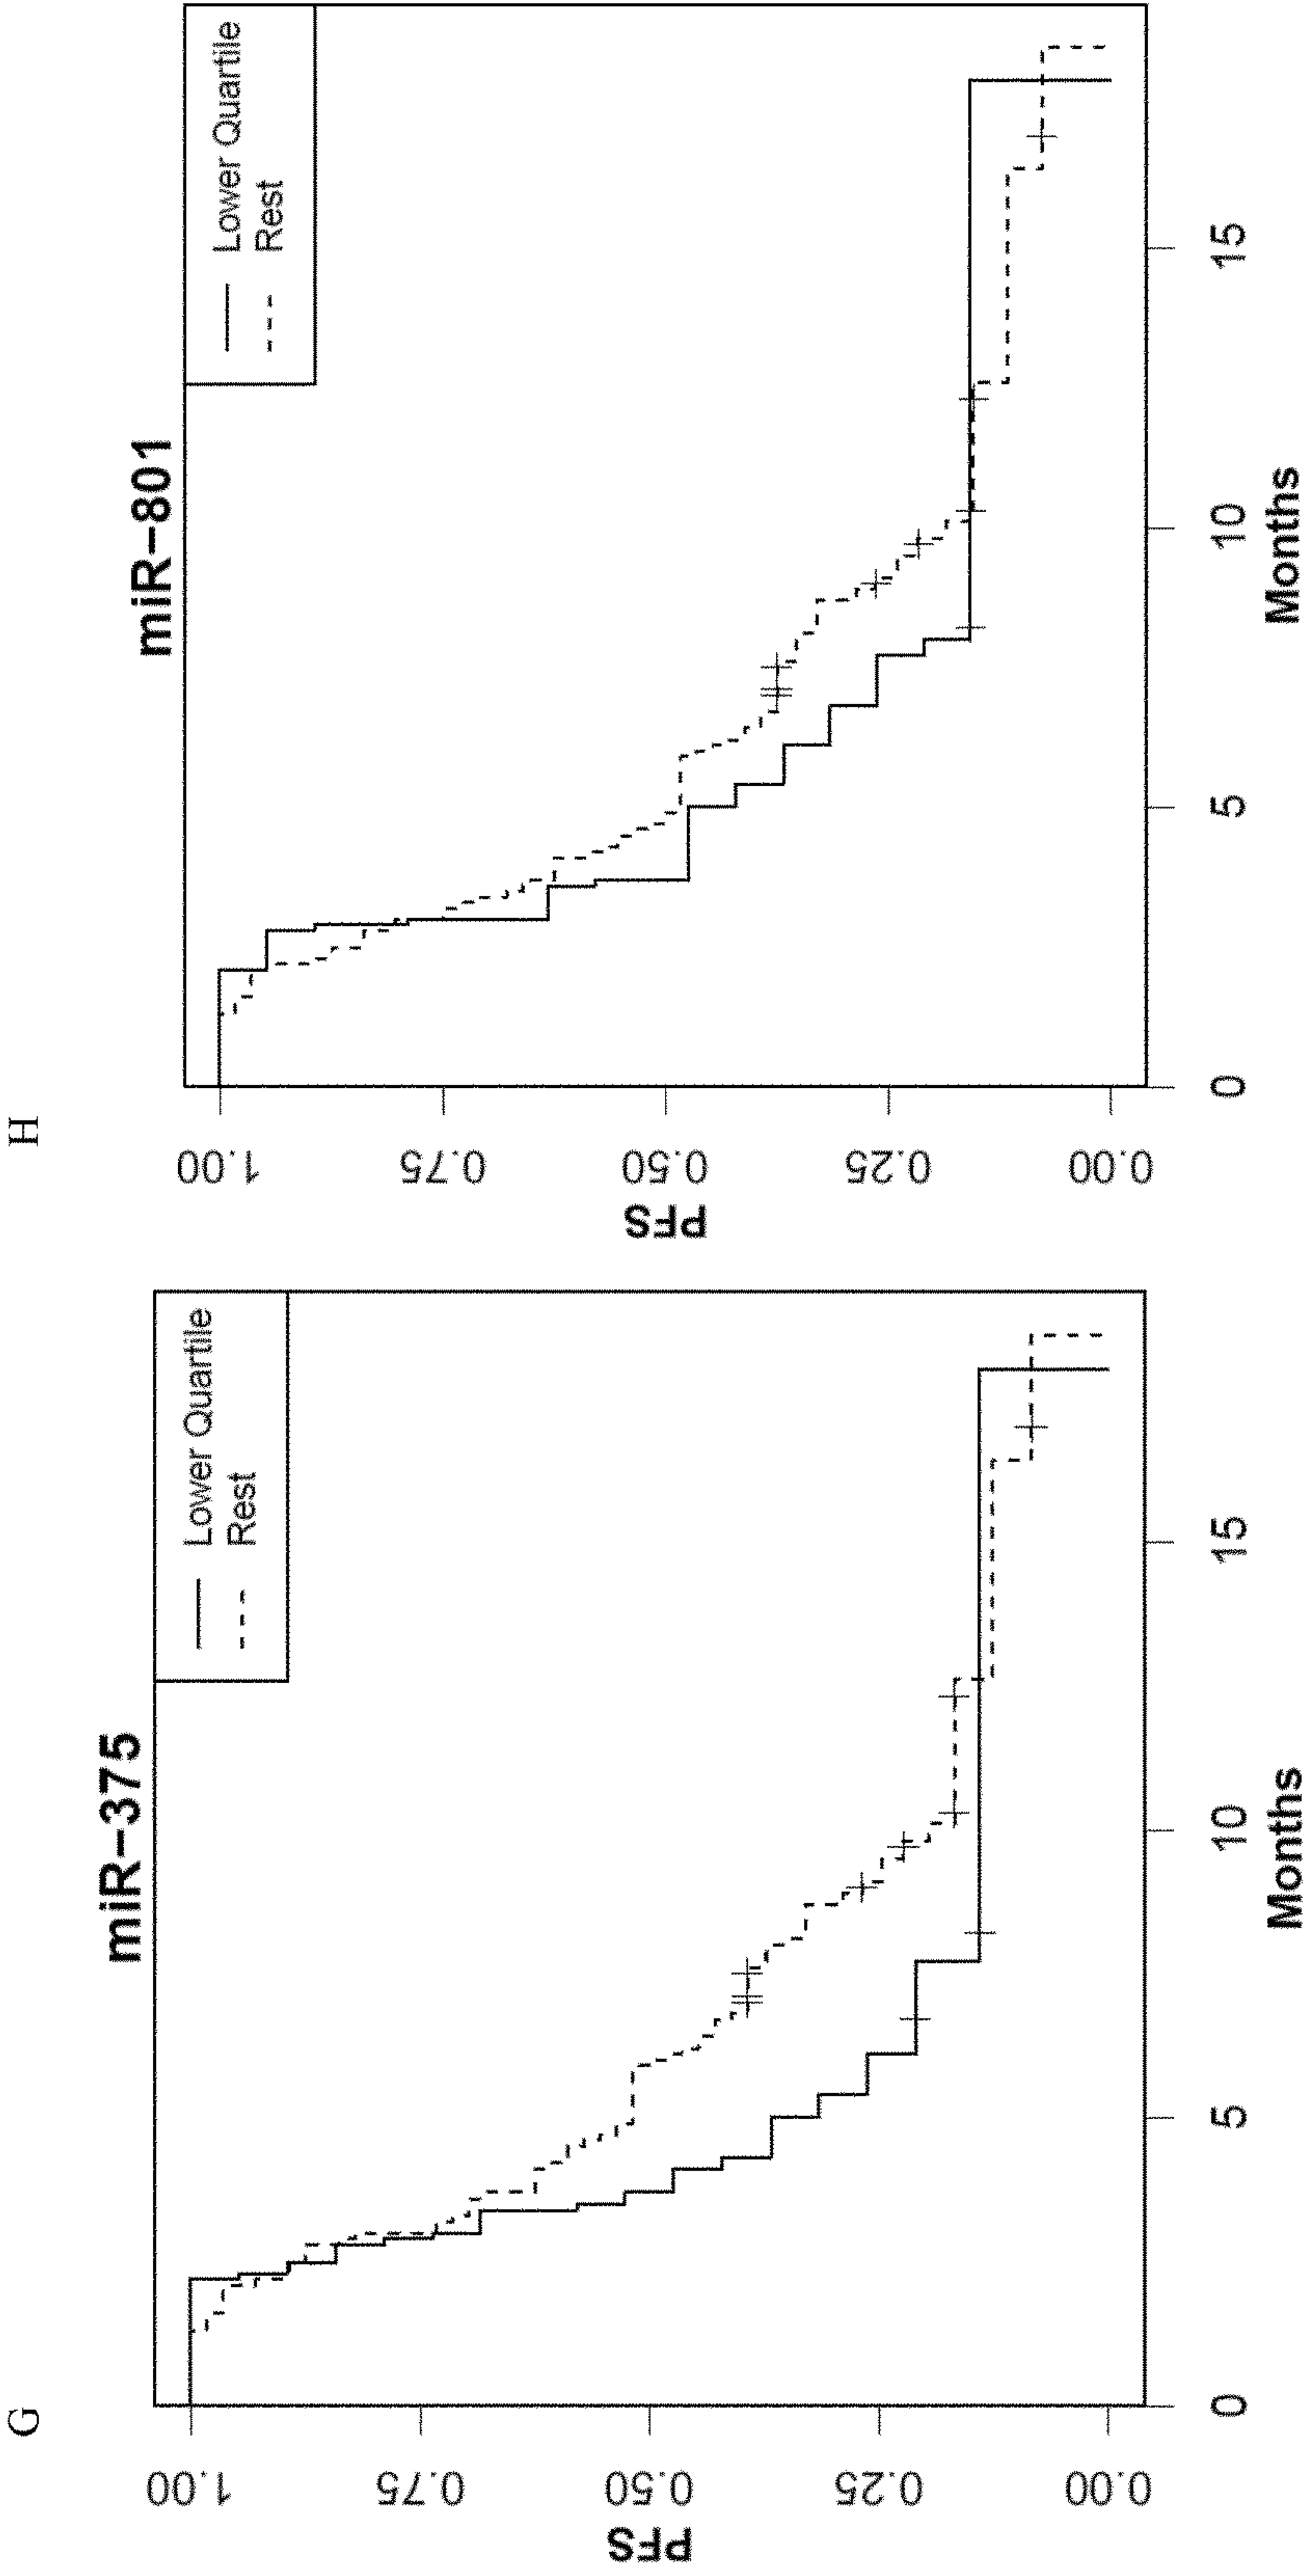 G
miR−375
Lower Quartile
Rest
PFS
1.00
0.75
0.50
0.25
0.00
0
5
10
15
Months
H
miR−801
Lower Quartile
Rest
PFS
1.00
0.75
0.50
0.25
0.00
0
5
10
15
Months